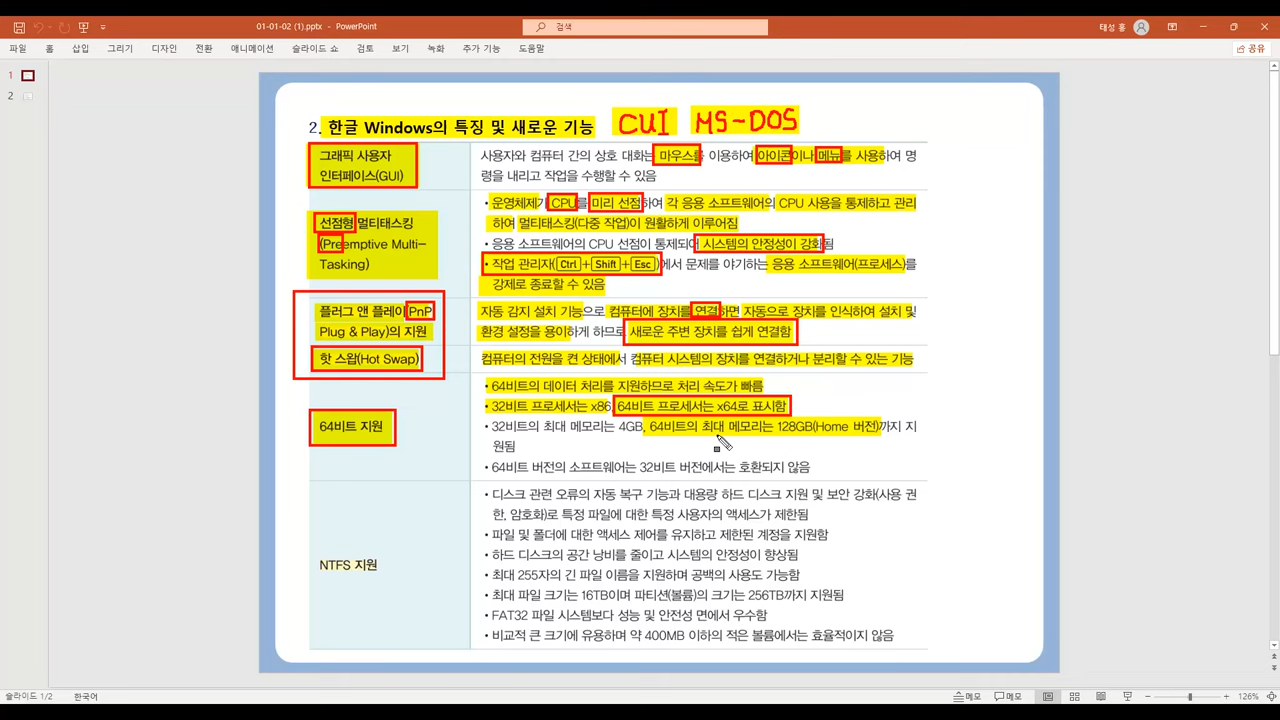 01-01-02 (1).pptx - PowerPoint
검색
태성 홍
파일 홈 삽입 그리기 디자인 전환 애니메이션 슬라이드 쇼 검토 보기 녹화 추가 기능 도움말
공유
1
2
2. 한글 Windows의 특징 및 새로운 기능 CUI MS-DOS
그래픽 사용자
인터페이스(GUI)
사용자와 컴퓨터 간의 상호 대화는 마우스를 이용하여 아이콘이나 메뉴를 사용하여 명
령을 내리고 작업을 수행할 수 있음
선점형 멀티태스킹
(Preemptive Multi-
Tasking)
• 운영체제가 CPU를 미리 선점하여 각 응용 소프트웨어의 CPU 사용을 통제하고 관리
하여 멀티태스킹(다중 작업)이 원활하게 이루어짐
• 응용 소프트웨어의 CPU 선점이 통제되어 시스템의 안정성이 강화됨
• 작업 관리자(Ctrl+Shift+Esc)에서 문제를 야기하는 응용 소프트웨어(프로세스)를
강제로 종료할 수 있음
플러그 앤 플레이(PnP
Plug & Play)의 지원
자동 감지 설치 기능으로 컴퓨터에 장치를 연결하면 자동으로 장치를 인식하여 설치 및
환경 설정을 용이하게 하므로 새로운 주변 장치를 쉽게 연결함
핫 스왑(Hot Swap)
컴퓨터의 전원을 켠 상태에서 컴퓨터 시스템의 장치를 연결하거나 분리할 수 있는 기능
64비트 지원
• 64비트의 데이터 처리를 지원하므로 처리 속도가 빠름
• 32비트 프로세서는 x86, 64비트 프로세서는 x64로 표시함
• 32비트의 최대 메모리는 4GB, 64비트의 최대 메모리는 128GB(Home 버전)까지 지
원됨
• 64비트 버전의 소프트웨어는 32비트 버전에서는 호환되지 않음
NTFS 지원
• 디스크 관련 오류의 자동 복구 기능과 대용량 하드 디스크 지원 및 보안 강화(사용 권
한, 암호화)로 특정 파일에 대한 특정 사용자의 액세스가 제한됨
• 파일 및 폴더에 대한 액세스 제어를 유지하고 제한된 계정을 지원함
• 하드 디스크의 공간 낭비를 줄이고 시스템의 안정성이 향상됨
• 최대 255자의 긴 파일 이름을 지원하며 공백의 사용도 가능함
• 최대 파일 크기는 16TB이며 파티션(볼륨)의 크기는 256TB까지 지원됨
• FAT32 파일 시스템보다 성능 및 안전성 면에서 우수함
• 비교적 큰 크기에 유용하며 약 400MB 이하의 적은 볼륨에서는 효율적이지 않음
슬라이드 1/2 한국어 메모 메모 126%